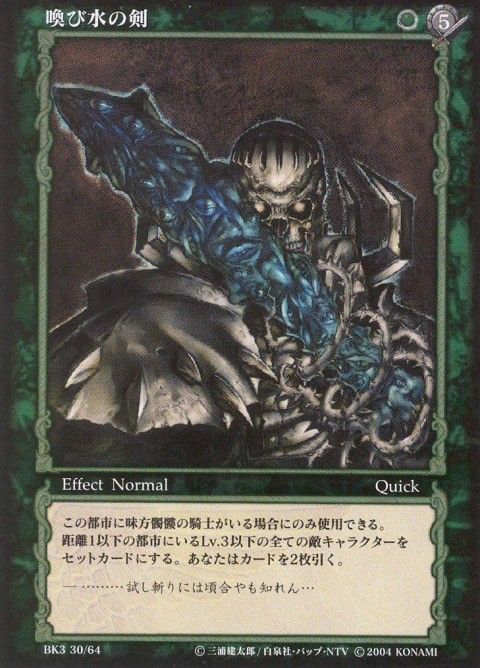 喚び水の剣
5
Effect Normal
Quick
この都市に味方髑髏の騎士がいる場合にのみ使用できる。
距離1以下の都市にいるLv.3以下の全ての敵キャラクターを
セットカードにする。あなたはカードを2枚引く。
―………試し斬りには頃合やも知れん…
BK3 30/64
© 三浦建太郎/白泉社・バップ・NTV © 2004 KONAMI